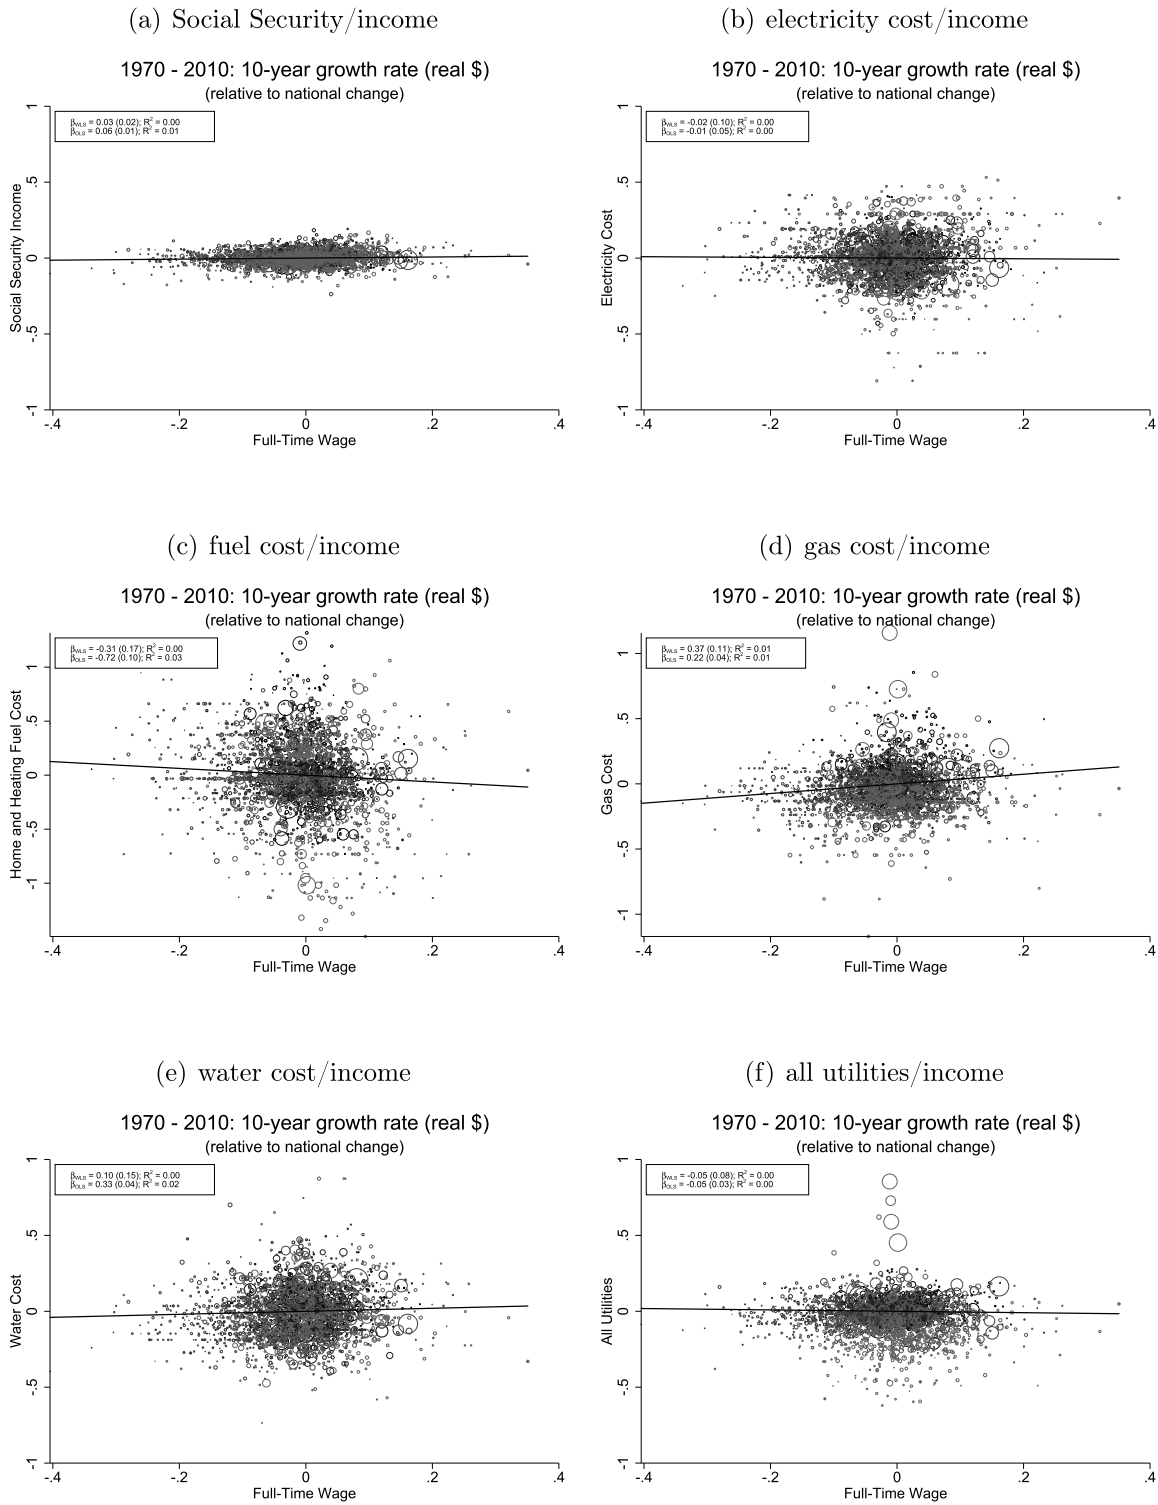 (a) Social Security/income
1970 - 2010: 10-year growth rate (real $)
(relative to national change)
βWLS = 0.03 (0.02); R² = 0.00
βOLS = 0.06 (0.01); R² = 0.01
Social Security Income
1
.5
0
-.5
-1
-.4 -.2 0 .2 .4
Full-Time Wage
(b) electricity cost/income
1970 - 2010: 10-year growth rate (real $)
(relative to national change)
βWLS = -0.02 (0.10); R² = 0.00
βOLS = -0.01 (0.05); R² = 0.00
Electricity Cost
1
.5
0
-.5
-1
-.4 -.2 0 .2 .4
Full-Time Wage
(c) fuel cost/income
1970 - 2010: 10-year growth rate (real $)
(relative to national change)
βWLS = -0.31 (0.17); R² = 0.00
βOLS = -0.72 (0.10); R² = 0.03
Home and Heating Fuel Cost
1
.5
0
-.5
-1
-.4 -.2 0 .2 .4
Full-Time Wage
(d) gas cost/income
1970 - 2010: 10-year growth rate (real $)
(relative to national change)
βWLS = 0.37 (0.11); R² = 0.01
βOLS = 0.22 (0.04); R² = 0.01
Gas Cost
1
.5
0
-.5
-1
-.4 -.2 0 .2 .4
Full-Time Wage
(e) water cost/income
1970 - 2010: 10-year growth rate (real $)
(relative to national change)
βWLS = 0.10 (0.15); R² = 0.00
βOLS = 0.33 (0.04); R² = 0.02
Water Cost
1
.5
0
-.5
-1
-.4 -.2 0 .2 .4
Full-Time Wage
(f) all utilities/income
1970 - 2010: 10-year growth rate (real $)
(relative to national change)
βWLS = -0.05 (0.08); R² = 0.00
βOLS = -0.05 (0.03); R² = 0.00
All Utilities
1
.5
0
-.5
-1
-.4 -.2 0 .2 .4
Full-Time Wage